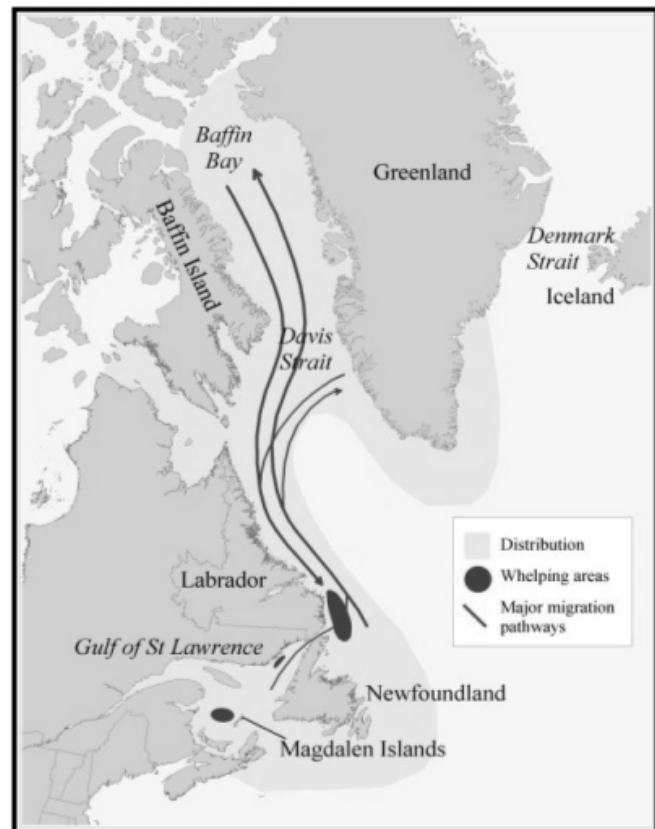 Baffin
Bay
Greenland
Baffin Island
Denmark
Strait
Iceland
Davis
Strait
Distribution
Whelping areas
Major migration
pathways
Labrador
Gulf of St Lawrence
Newfoundland
Magdalen Islands